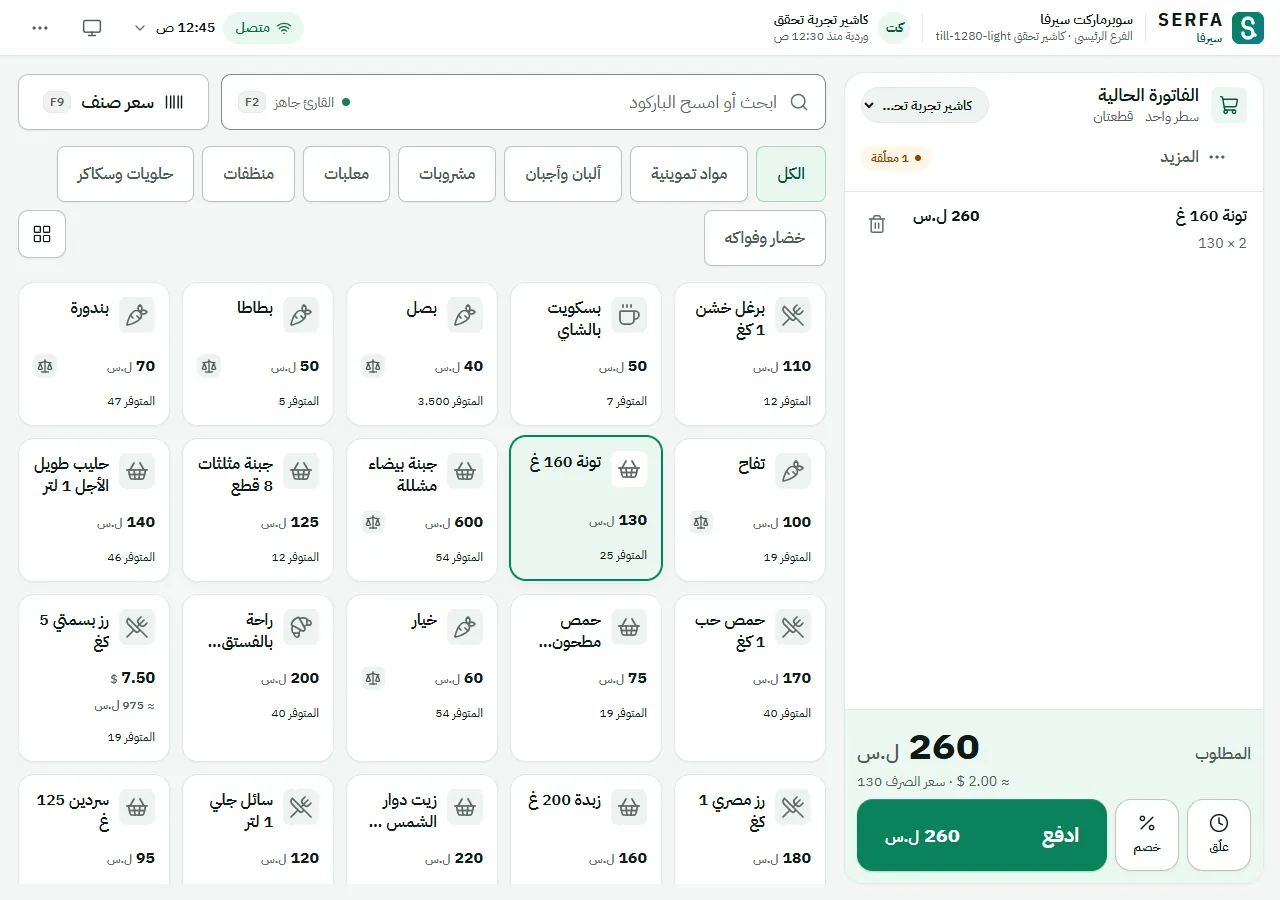 SERFA
سيرفا
سوبرماركت سيرفا
الفرع الرئيسي · كاشير تحقق till-1280-light
كت
كاشير تجربة تحقق
وردية منذ 12:30 ص
متصل
12:45 ص
الفاتورة الحالية
سطر واحد قطعتان
كاشير تجربة تحـ...
المزيد
1 معلّقة
تونة 160 غ
260 ل.س
2 × 130
المطلوب
260 ل.س
≈ 2.00 $ · سعر الصرف 130
علّق
خصم
ادفع
260 ل.س
ابحث أو امسح الباركود
القارئ جاهز
F2
سعر صنف
F9
الكل
مواد تموينية
ألبان وأجبان
مشروبات
معلبات
منظفات
حلويات وسكاكر
خضار وفواكه
برغل خشن
1 كغ
110 ل.س
المتوفر 12
بسكويت
بالشاي
50 ل.س
المتوفر 7
بصل
40 ل.س
المتوفر 3.500
بطاطا
50 ل.س
المتوفر 5
بندورة
70 ل.س
المتوفر 47
تفاح
100 ل.س
المتوفر 19
تونة 160 غ
130 ل.س
المتوفر 25
جبنة بيضاء
مشللة
600 ل.س
المتوفر 54
جبنة مثلثات
8 قطع
125 ل.س
المتوفر 12
حليب طويل
الأجل 1 لتر
140 ل.س
المتوفر 46
حمص حب
1 كغ
170 ل.س
المتوفر 40
حمص
مطحون...
75 ل.س
المتوفر 19
خيار
60 ل.س
المتوفر 54
راحة
بالفستق...
200 ل.س
المتوفر 40
رز بسمتي 5
كغ
7.50 $
≈ 975 ل.س
المتوفر 19
رز مصري 1
كغ
180 ل.س
زبدة 200 غ
160 ل.س
زيت دوار
الشمس ...
220 ل.س
سائل جلي
1 لتر
120 ل.س
سردين 125
غ
95 ل.س